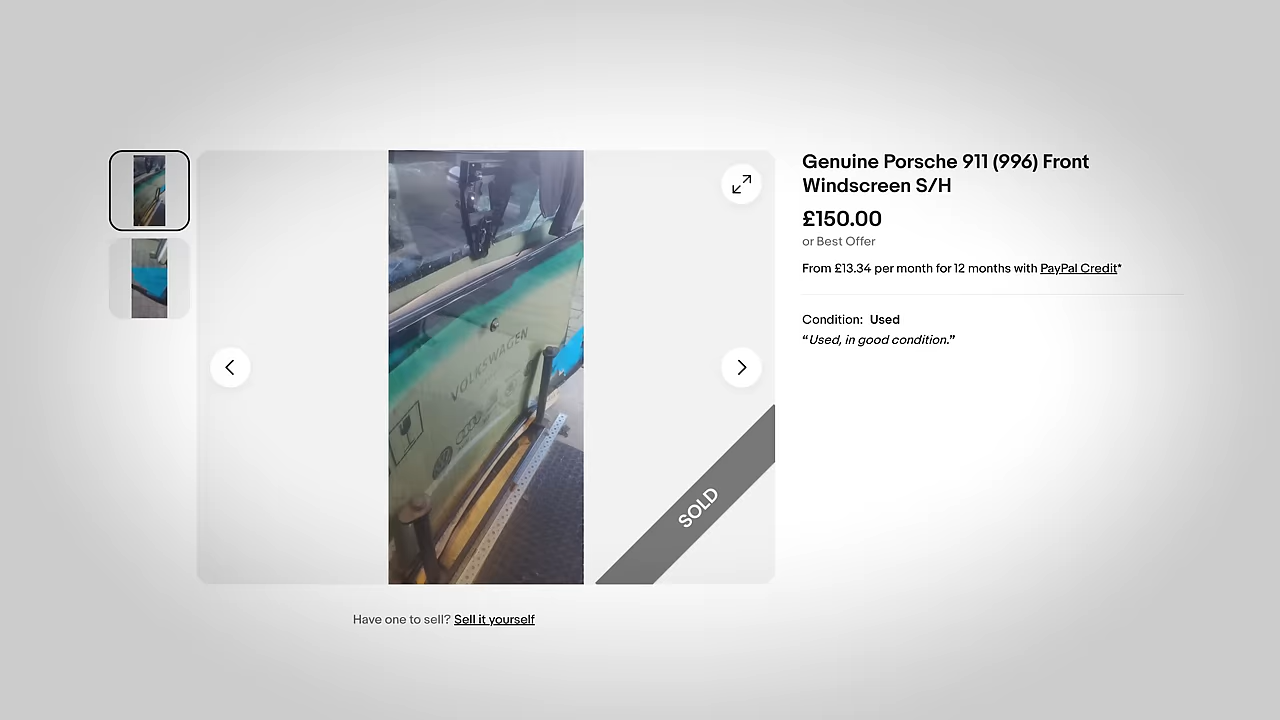 Genuine Porsche 911 (996) Front
Windscreen S/H
£150.00
or Best Offer
From £13.34 per month for 12 months with PayPal Credit*
Condition: Used
“Used, in good condition.”
VOLKSWAGEN
SOLD
Have one to sell? Sell it yourself